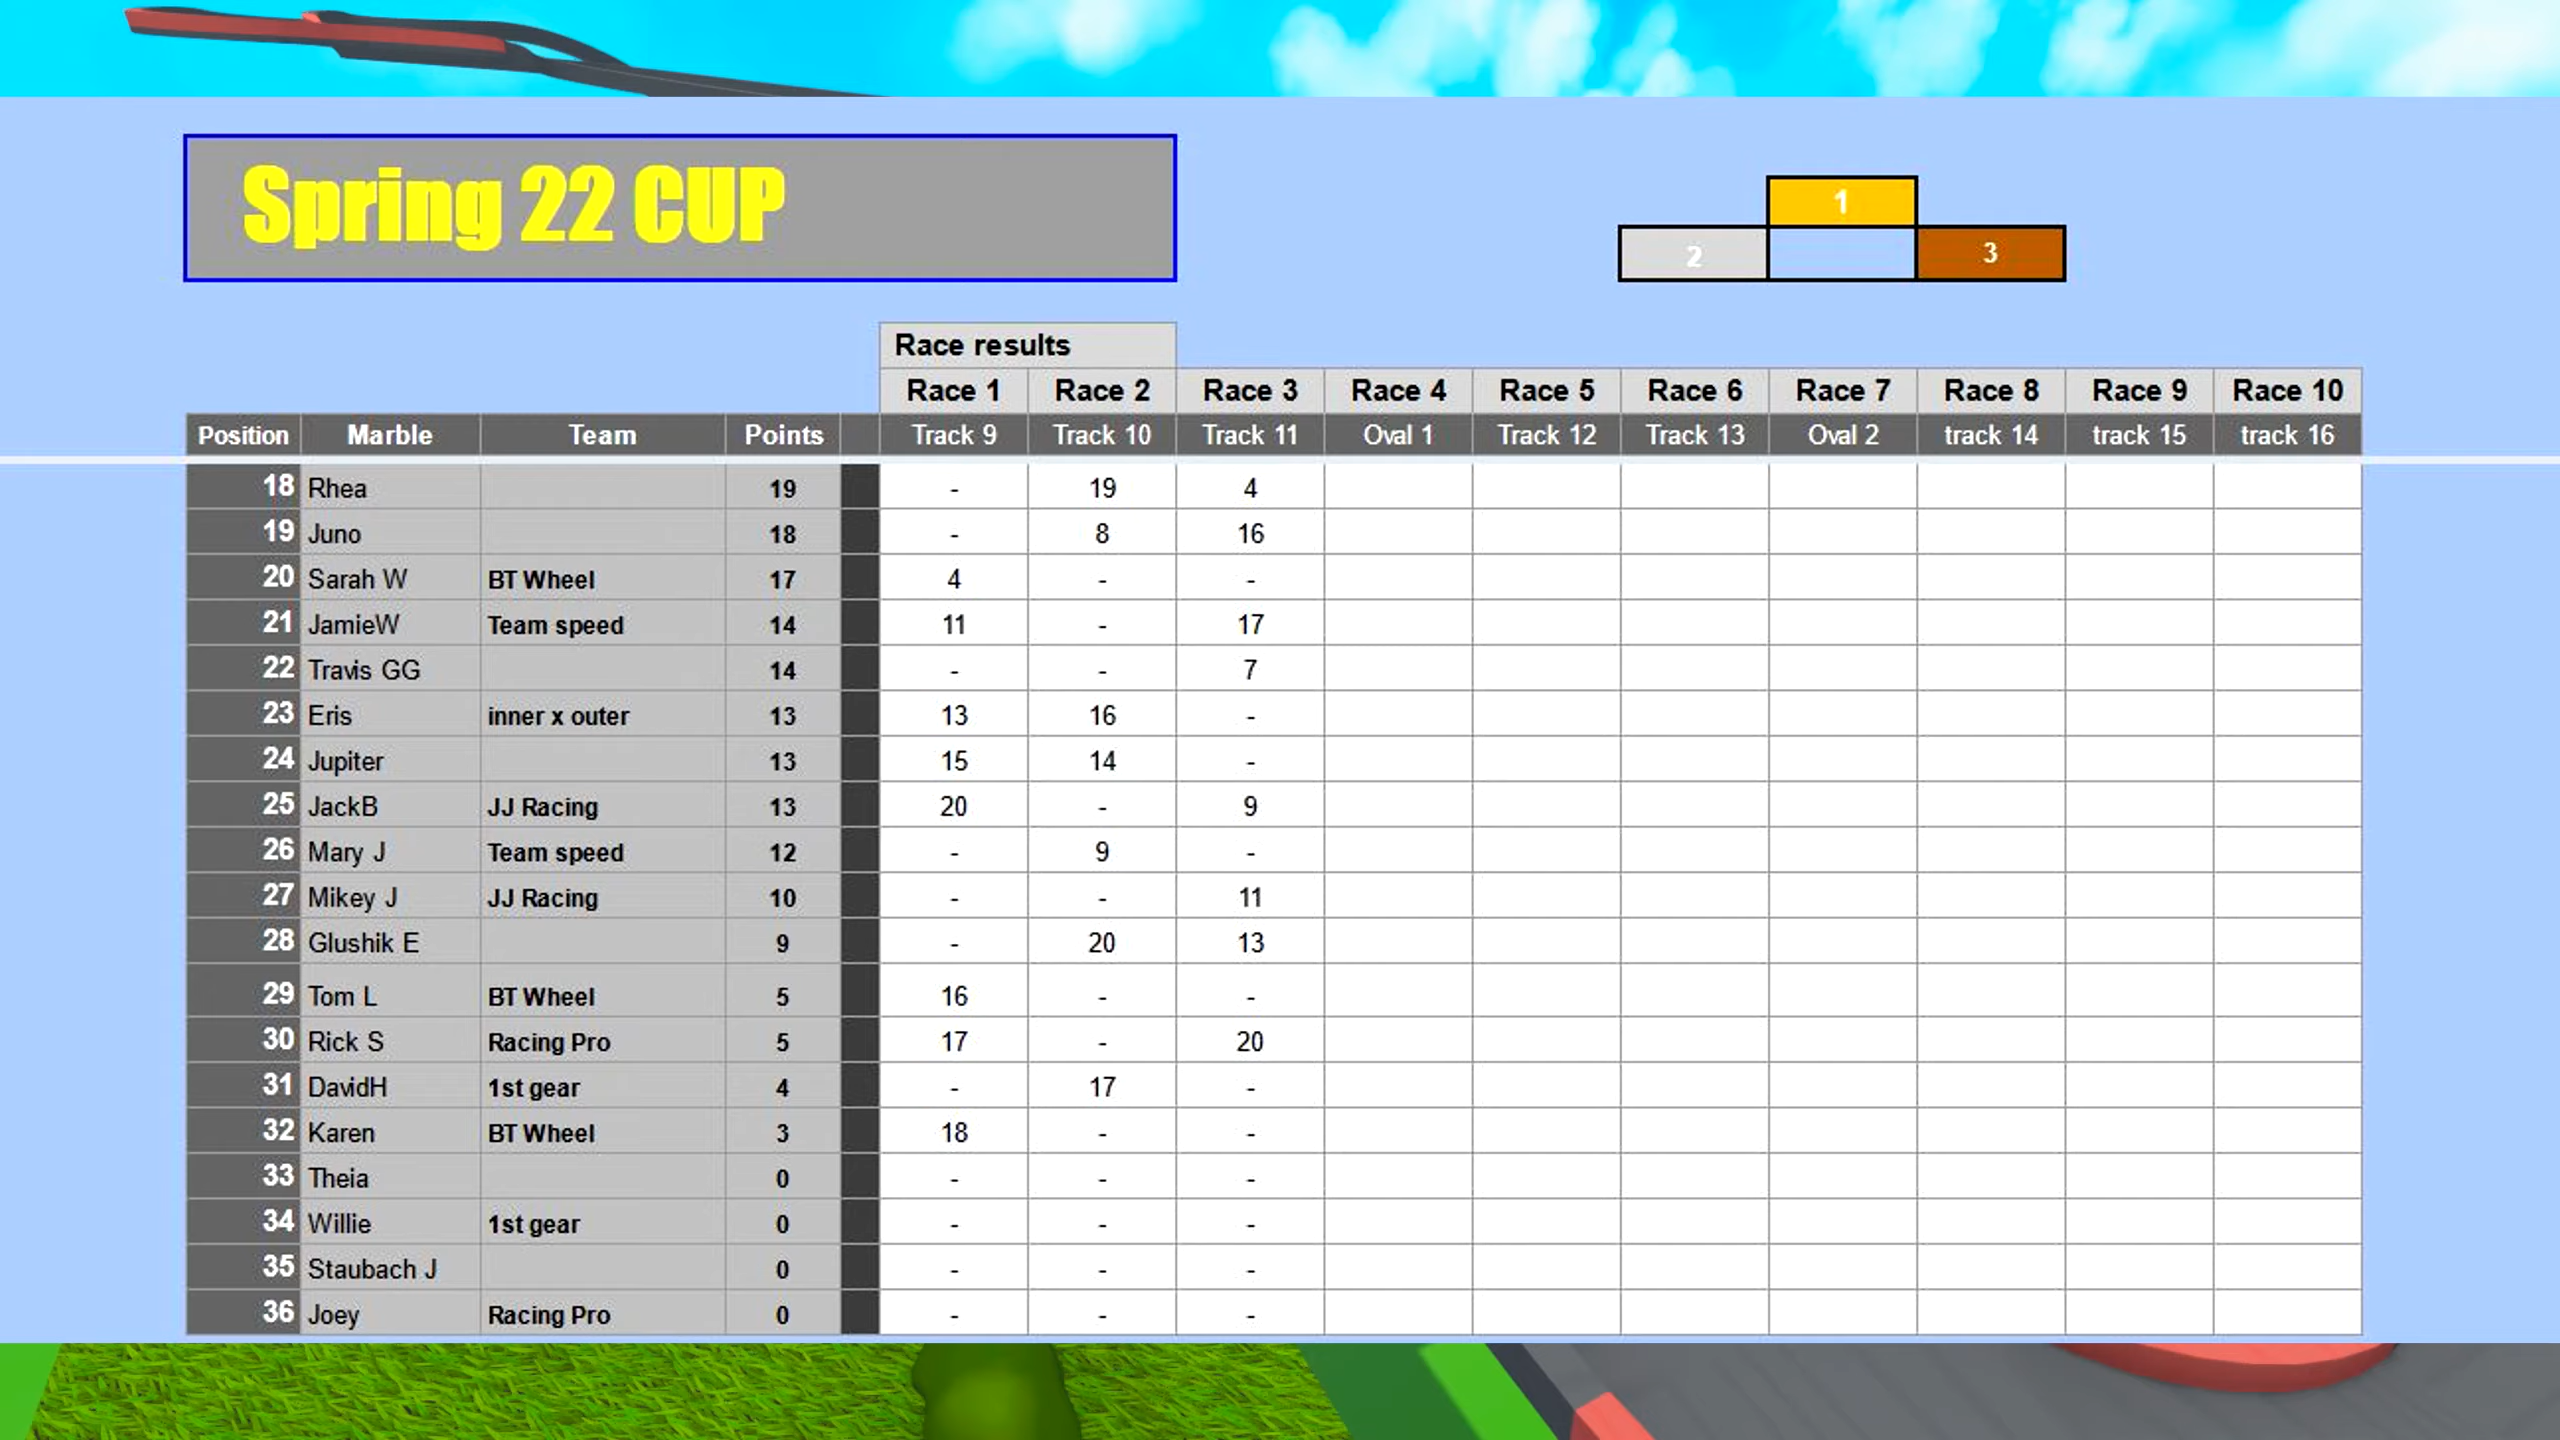 Spring 22 CUP
1
2 3
Race results
Race 1 Race 2 Race 3 Race 4 Race 5 Race 6 Race 7 Race 8 Race 9 Race 10
Position Marble Team Points Track 9 Track 10 Track 11 Oval 1 Track 12 Track 13 Oval 2 track 14 track 15 track 16
18 Rhea 19 - 19 4
19 Juno 18 - 8 16
20 Sarah W BT Wheel 17 4 - -
21 JamieW Team speed 14 11 - 17
22 Travis GG 14 - - 7
23 Eris inner x outer 13 13 16 -
24 Jupiter 13 15 14 -
25 JackB JJ Racing 13 20 - 9
26 Mary J Team speed 12 - 9 -
27 Mikey J JJ Racing 10 - - 11
28 Glushik E 9 - 20 13
29 Tom L BT Wheel 5 16 - -
30 Rick S Racing Pro 5 17 - 20
31 DavidH 1st gear 4 - 17 -
32 Karen BT Wheel 3 18 - -
33 Theia 0 - - -
34 Willie 1st gear 0 - - -
35 Staubach J 0 - - -
36 Joey Racing Pro 0 - - -